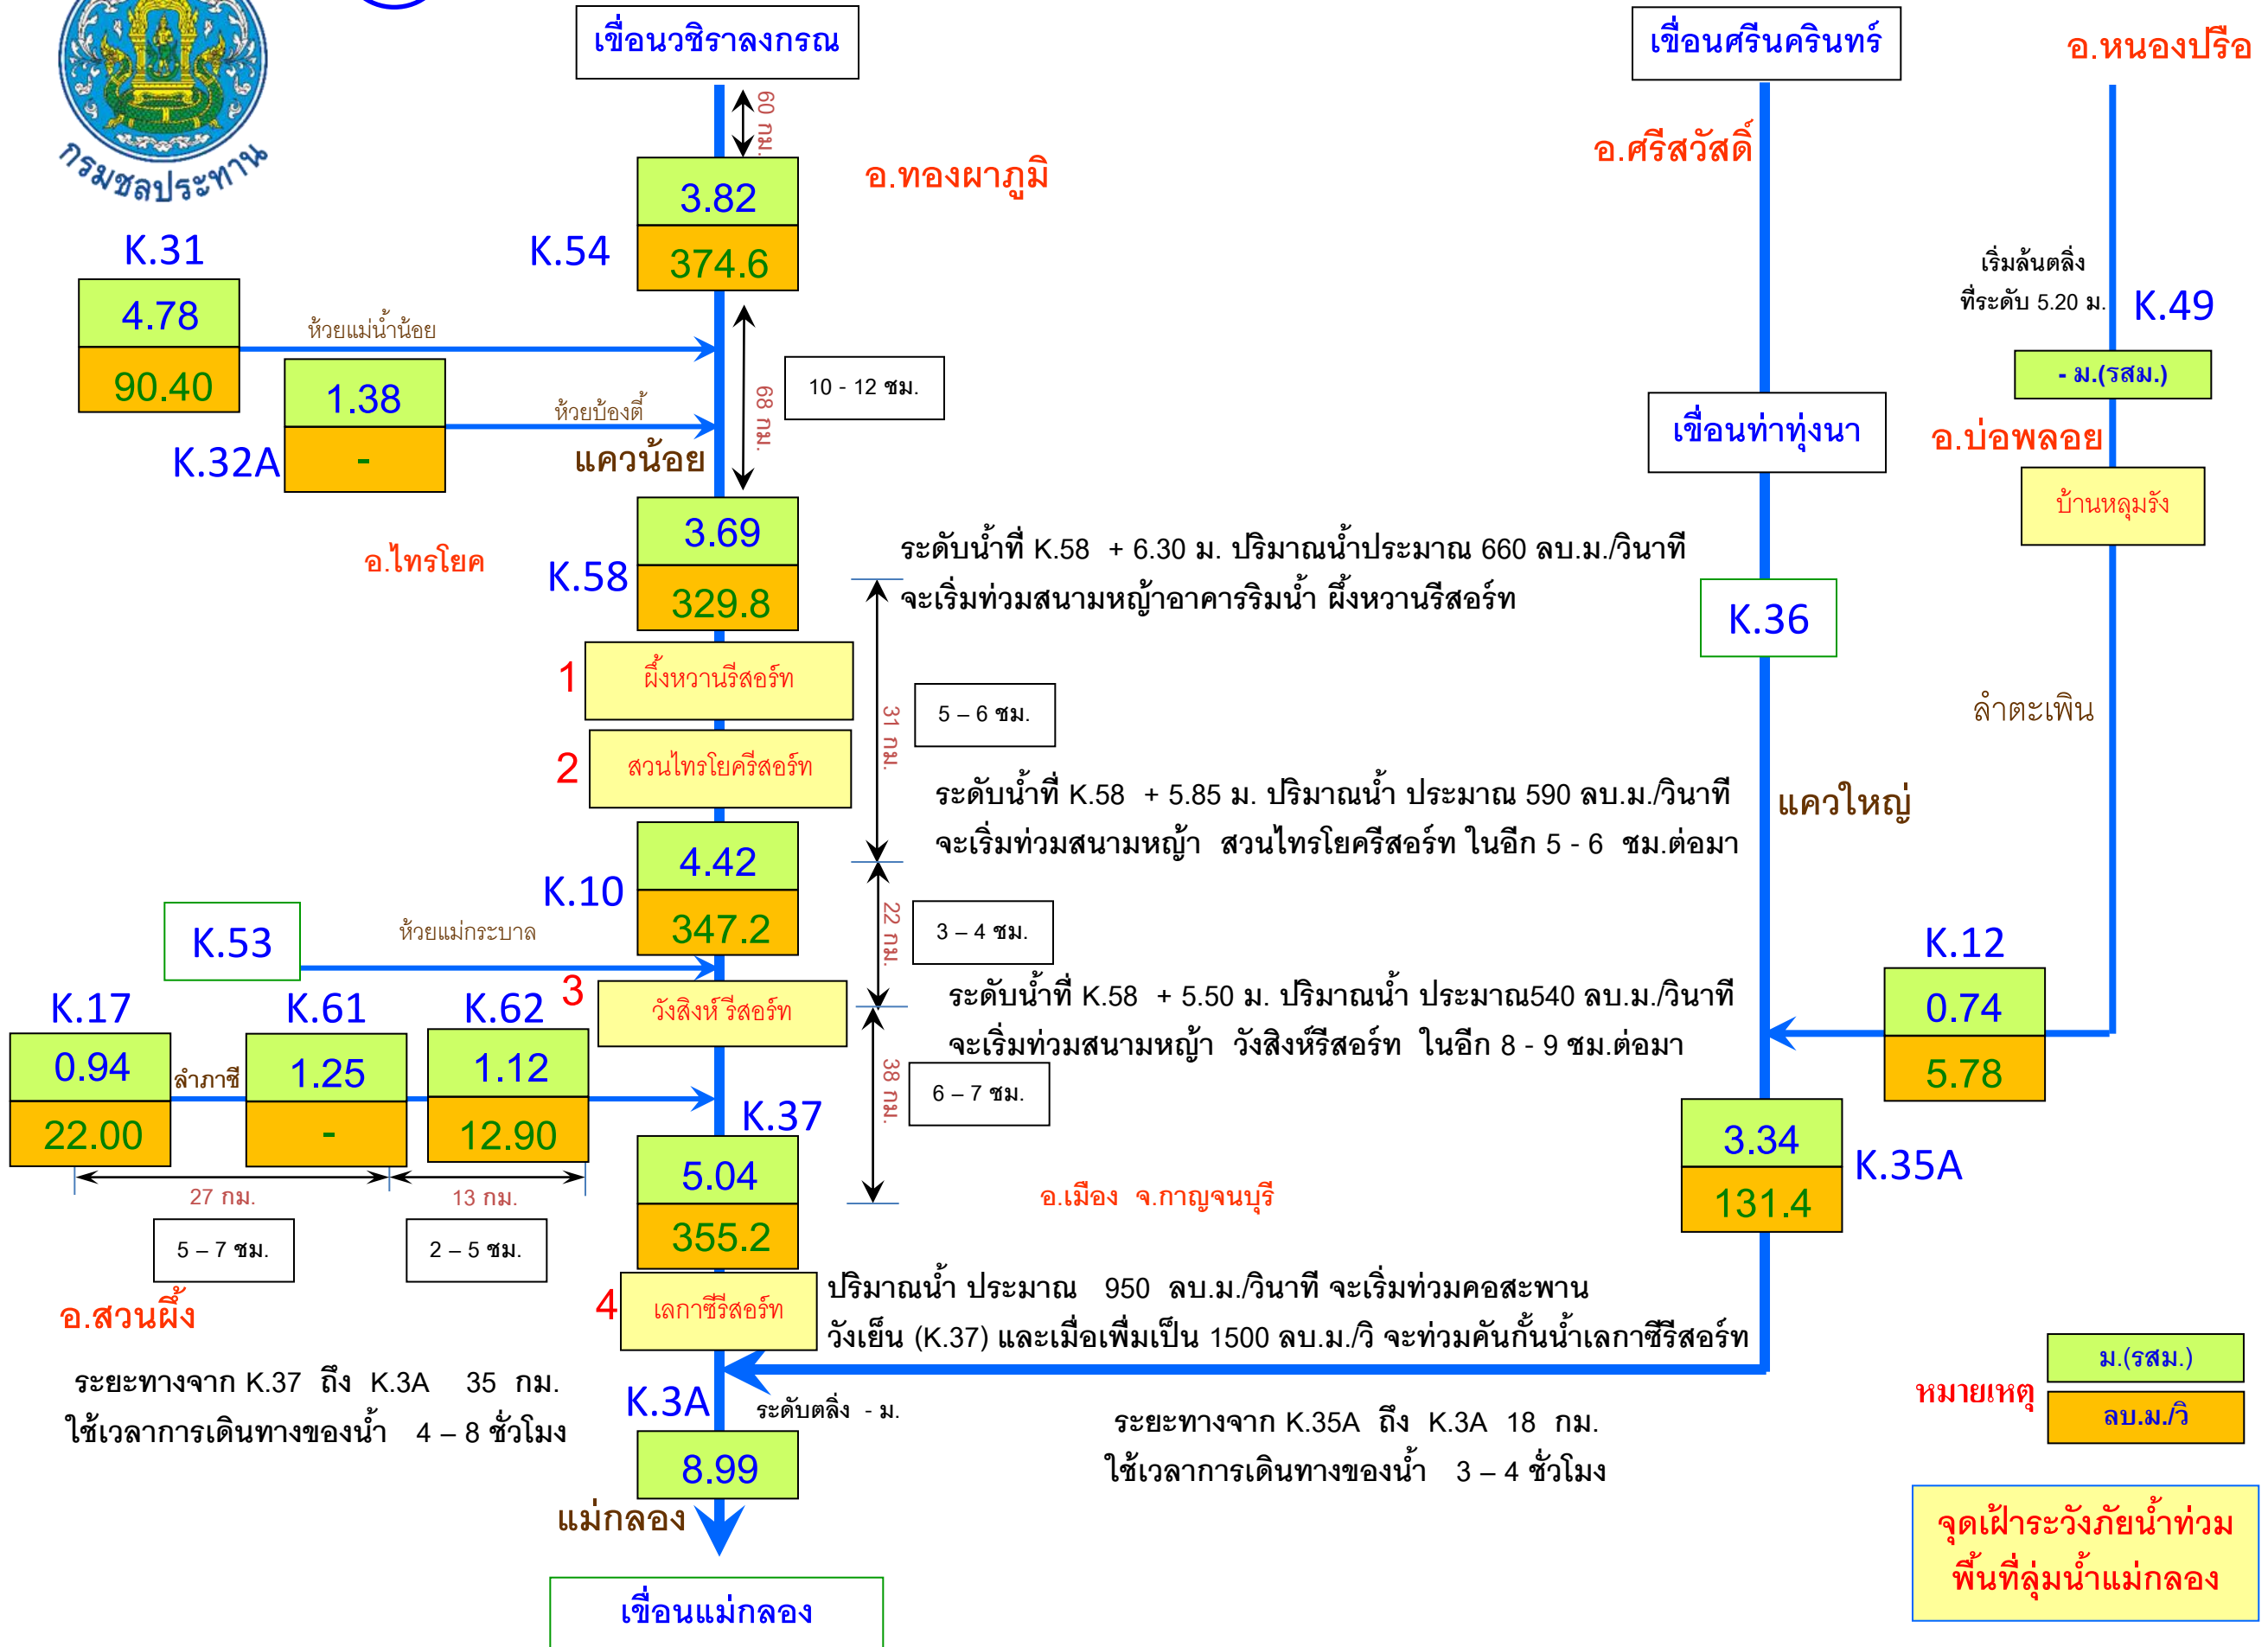 กรมชลประทาน
เขื่อนวชิราลงกรณ
เขื่อนศรีนครินทร์
อ.หนองปรือ
60 กม.
อ.ศรีสวัสดิ์
3.82
374.6
K.54
อ.ทองผาภูมิ
K.31
4.78
90.40
ห้วยแม่น้ำน้อย
1.38
-
K.32A
ห้วยบ้องตี้
แควน้อย
68 กม.
10 - 12 ชม.
เริ่มล้นตลิ่ง
ที่ระดับ 5.20 ม.
K.49
- ม.(รสม.)
เขื่อนท่าทุ่งนา
อ.บ่อพลอย
บ้านหลุมรัง
อ.ไทรโยค
K.58
3.69
329.8
ระดับน้ำที่ K.58 + 6.30 ม. ปริมาณน้ำประมาณ 660 ลบ.ม./วินาที
จะเริ่มท่วมสนามหญ้าอาคารริมน้ำ ผึ้งหวานรีสอร์ท
K.36
1
ผึ้งหวานรีสอร์ท
31 กม.
5 – 6 ชม.
ลำตะเพิน
2
สวนไทรโยครีสอร์ท
ระดับน้ำที่ K.58 + 5.85 ม. ปริมาณน้ำ ประมาณ 590 ลบ.ม./วินาที
จะเริ่มท่วมสนามหญ้า สวนไทรโยครีสอร์ท ในอีก 5 - 6 ชม.ต่อมา
แควใหญ่
K.10
4.42
347.2
22 กม.
3 – 4 ชม.
K.53
ห้วยแม่กระบาล
K.12
0.74
5.78
3
วังสิงห์ รีสอร์ท
ระดับน้ำที่ K.58 + 5.50 ม. ปริมาณน้ำ ประมาณ540 ลบ.ม./วินาที
จะเริ่มท่วมสนามหญ้า วังสิงห์รีสอร์ท ในอีก 8 - 9 ชม.ต่อมา
K.17
0.94
22.00
ลำภาชี
K.61
1.25
-
K.62
1.12
12.90
38 กม.
6 – 7 ชม.
K.37
5.04
355.2
3.34
131.4
K.35A
27 กม.
13 กม.
5 – 7 ชม.
2 – 5 ชม.
อ.เมือง จ.กาญจนบุรี
อ.สวนผึ้ง
4
เลกาซีรีสอร์ท
ปริมาณน้ำ ประมาณ 950 ลบ.ม./วินาที จะเริ่มท่วมคอสะพาน
วังเย็น (K.37) และเมื่อเพิ่มเป็น 1500 ลบ.ม./วิ จะท่วมคันกั้นน้ำเลกาซีรีสอร์ท
ระยะทางจาก K.37 ถึง K.3A 35 กม.
ใช้เวลาการเดินทางของน้ำ 4 – 8 ชั่วโมง
K.3A
ระดับตลิ่ง - ม.
8.99
ระยะทางจาก K.35A ถึง K.3A 18 กม.
ใช้เวลาการเดินทางของน้ำ 3 – 4 ชั่วโมง
หมายเหตุ
ม.(รสม.)
ลบ.ม./วิ
แม่กลอง
จุดเฝ้าระวังภัยน้ำท่วม
พื้นที่ลุ่มน้ำแม่กลอง
เขื่อนแม่กลอง